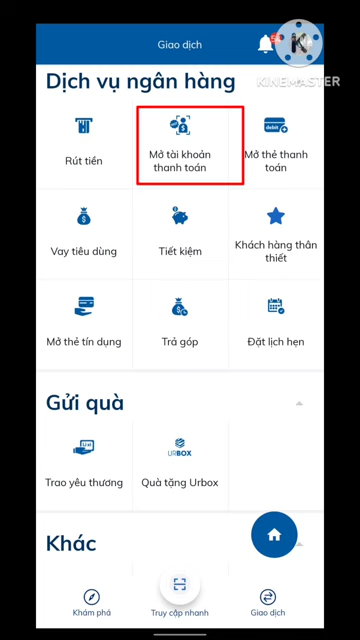 Giao dịch
KINEMASTER
Dịch vụ ngân hàng
Rút tiền
Mở tài khoản
thanh toán
debit
Mở thẻ thanh
toán
Vay tiêu dùng
Tiết kiệm
Khách hàng thân
thiết
Mở thẻ tín dụng
Trả góp
Đặt lịch hẹn
Gửi quà
URBOX
Trao yêu thương
Quà tặng Urbox
Khác
Khám phá
Truy cập nhanh
Giao dịch